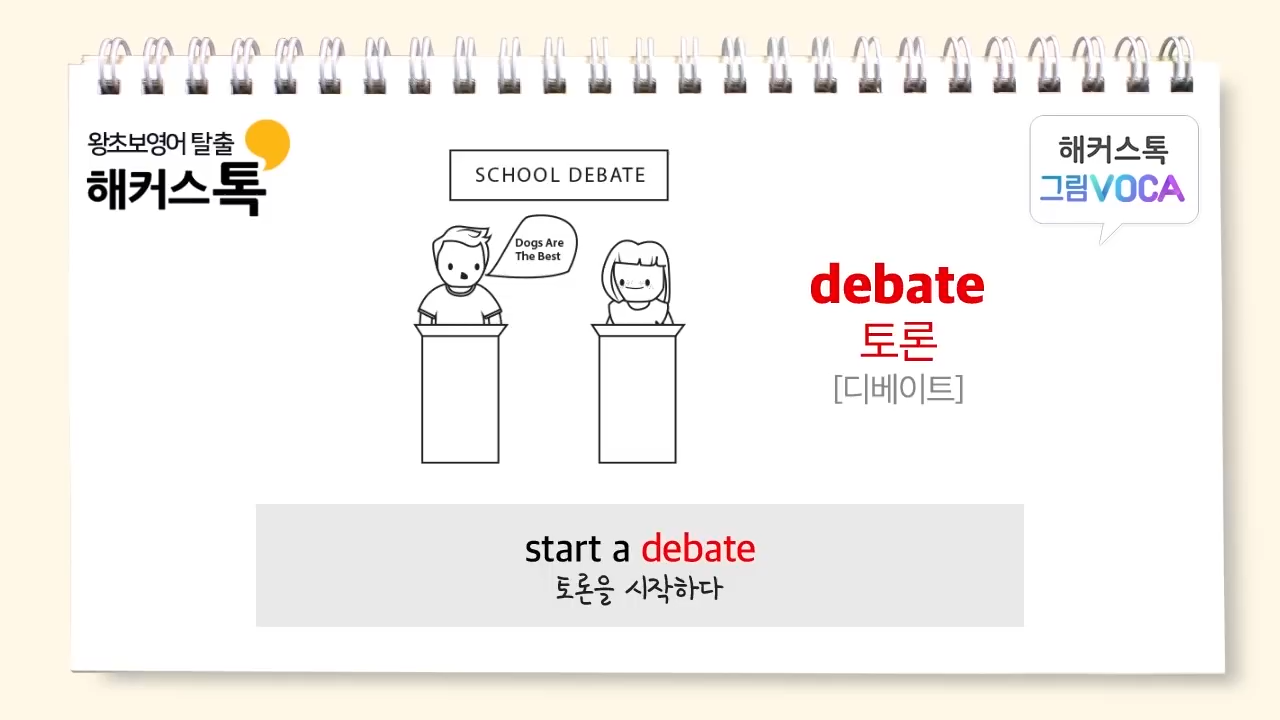 왕초보영어 탈출
해커스톡
해커스톡
그림VOCA
SCHOOL DEBATE
Dogs Are
The Best
debate
토론
[디베이트]
start a debate
토론을 시작하다